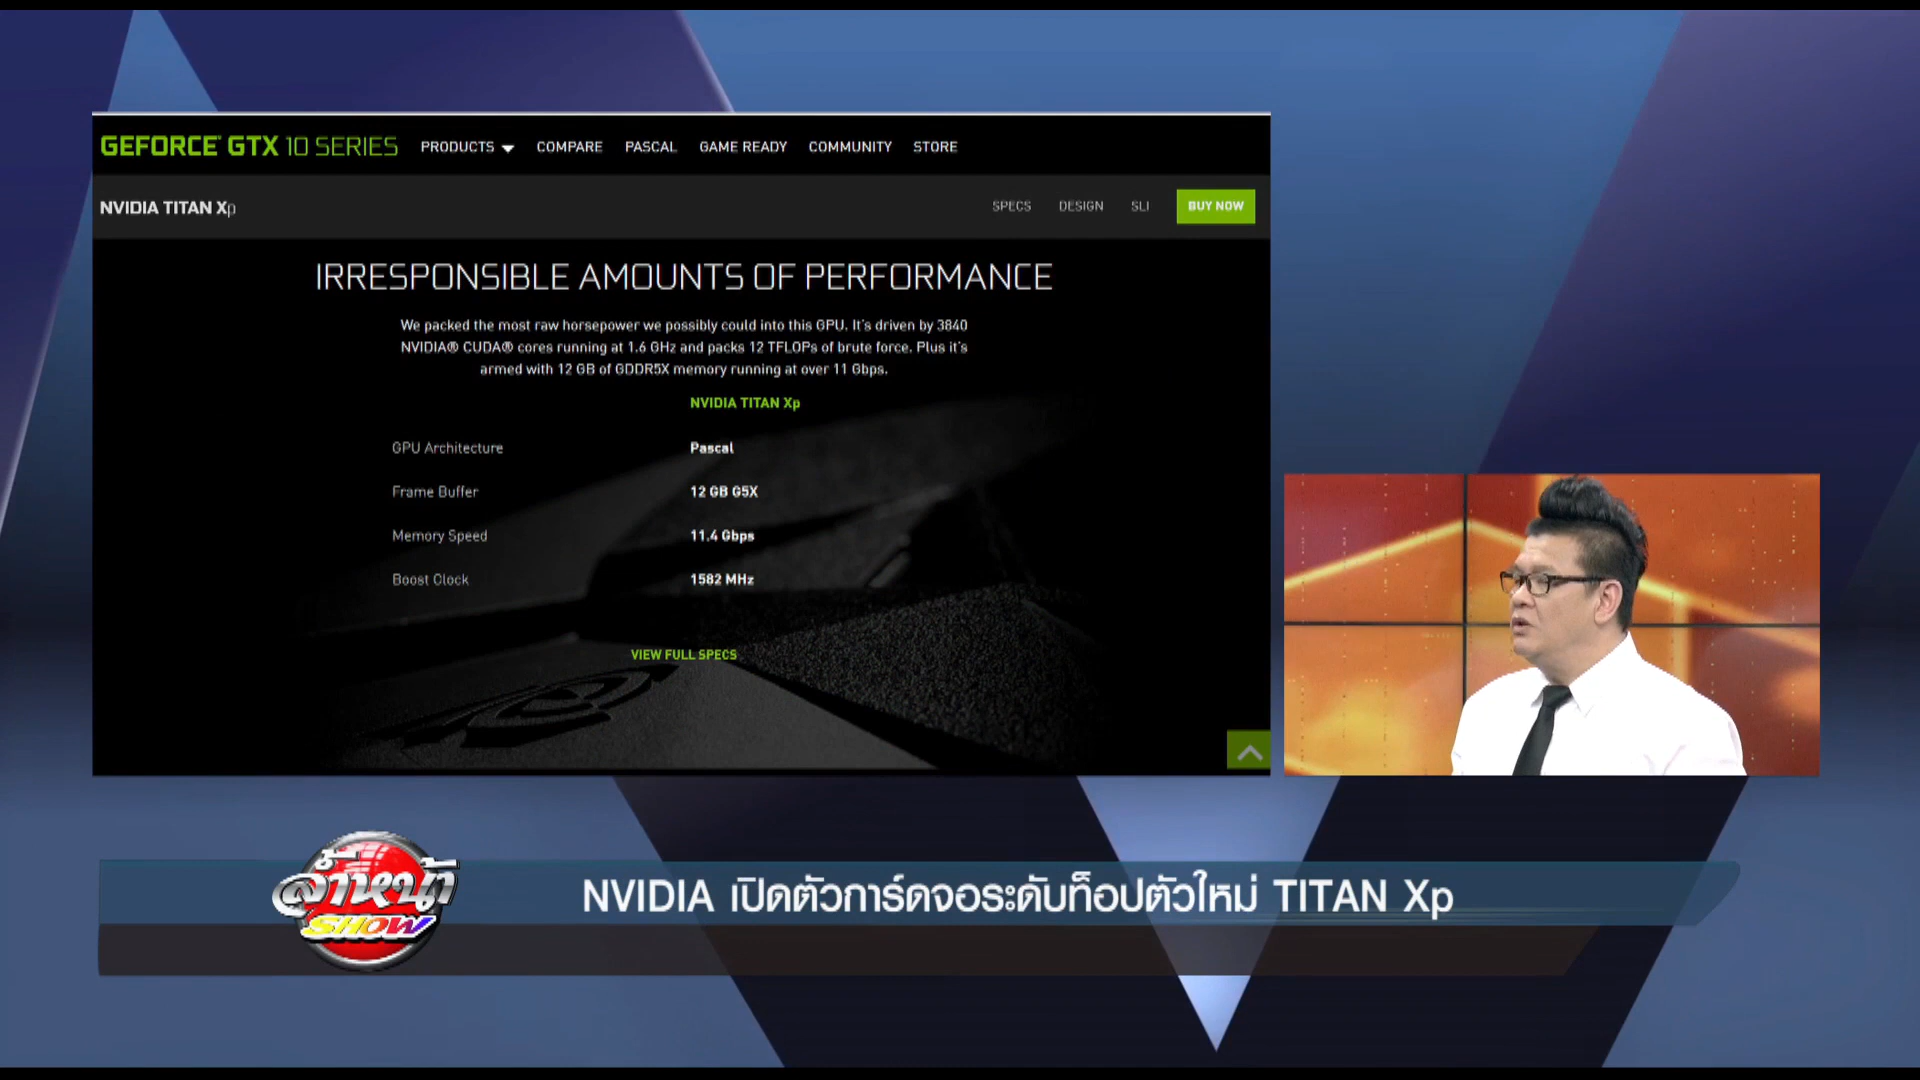 GEFORCE® GTX 10 SERIES PRODUCTS COMPARE PASCAL GAME READY COMMUNITY STORE
NVIDIA TITAN Xp SPECS DESIGN SLI BUY NOW
IRRESPONSIBLE AMOUNTS OF PERFORMANCE
We packed the most raw horsepower we possibly could into this GPU. It's driven by 3840
NVIDIA® CUDA® cores running at 1.6 GHz and packs 12 TFLOPs of brute force. Plus it's
armed with 12 GB of GDDR5X memory running at over 11 Gbps.
NVIDIA TITAN Xp
GPU Architecture Pascal
Frame Buffer 12 GB G5X
Memory Speed 11.4 Gbps
Boost Clock 1582 MHz
VIEW FULL SPECS
ล้ำหน้า
SHOW
NVIDIA เปิดตัวการ์ดจอระดับท็อปตัวใหม่ TITAN Xp